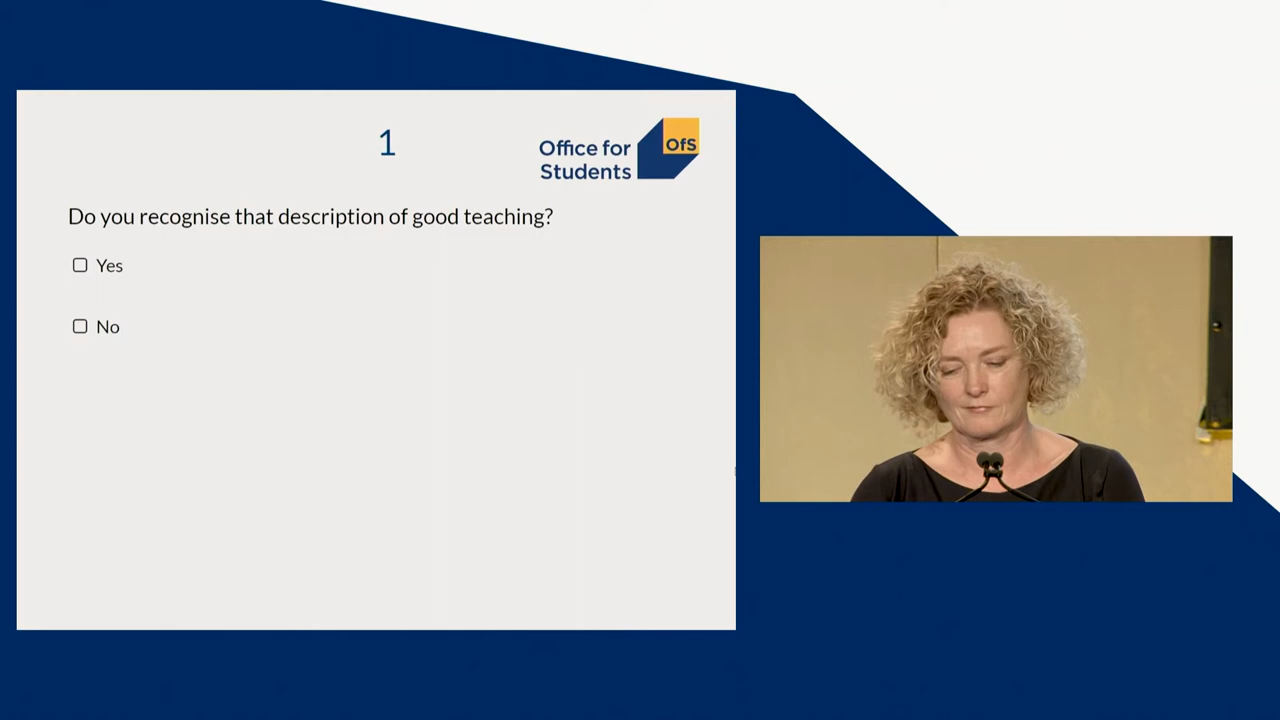 1
Office for
Students
OfS
Do you recognise that description of good teaching?
Yes
No